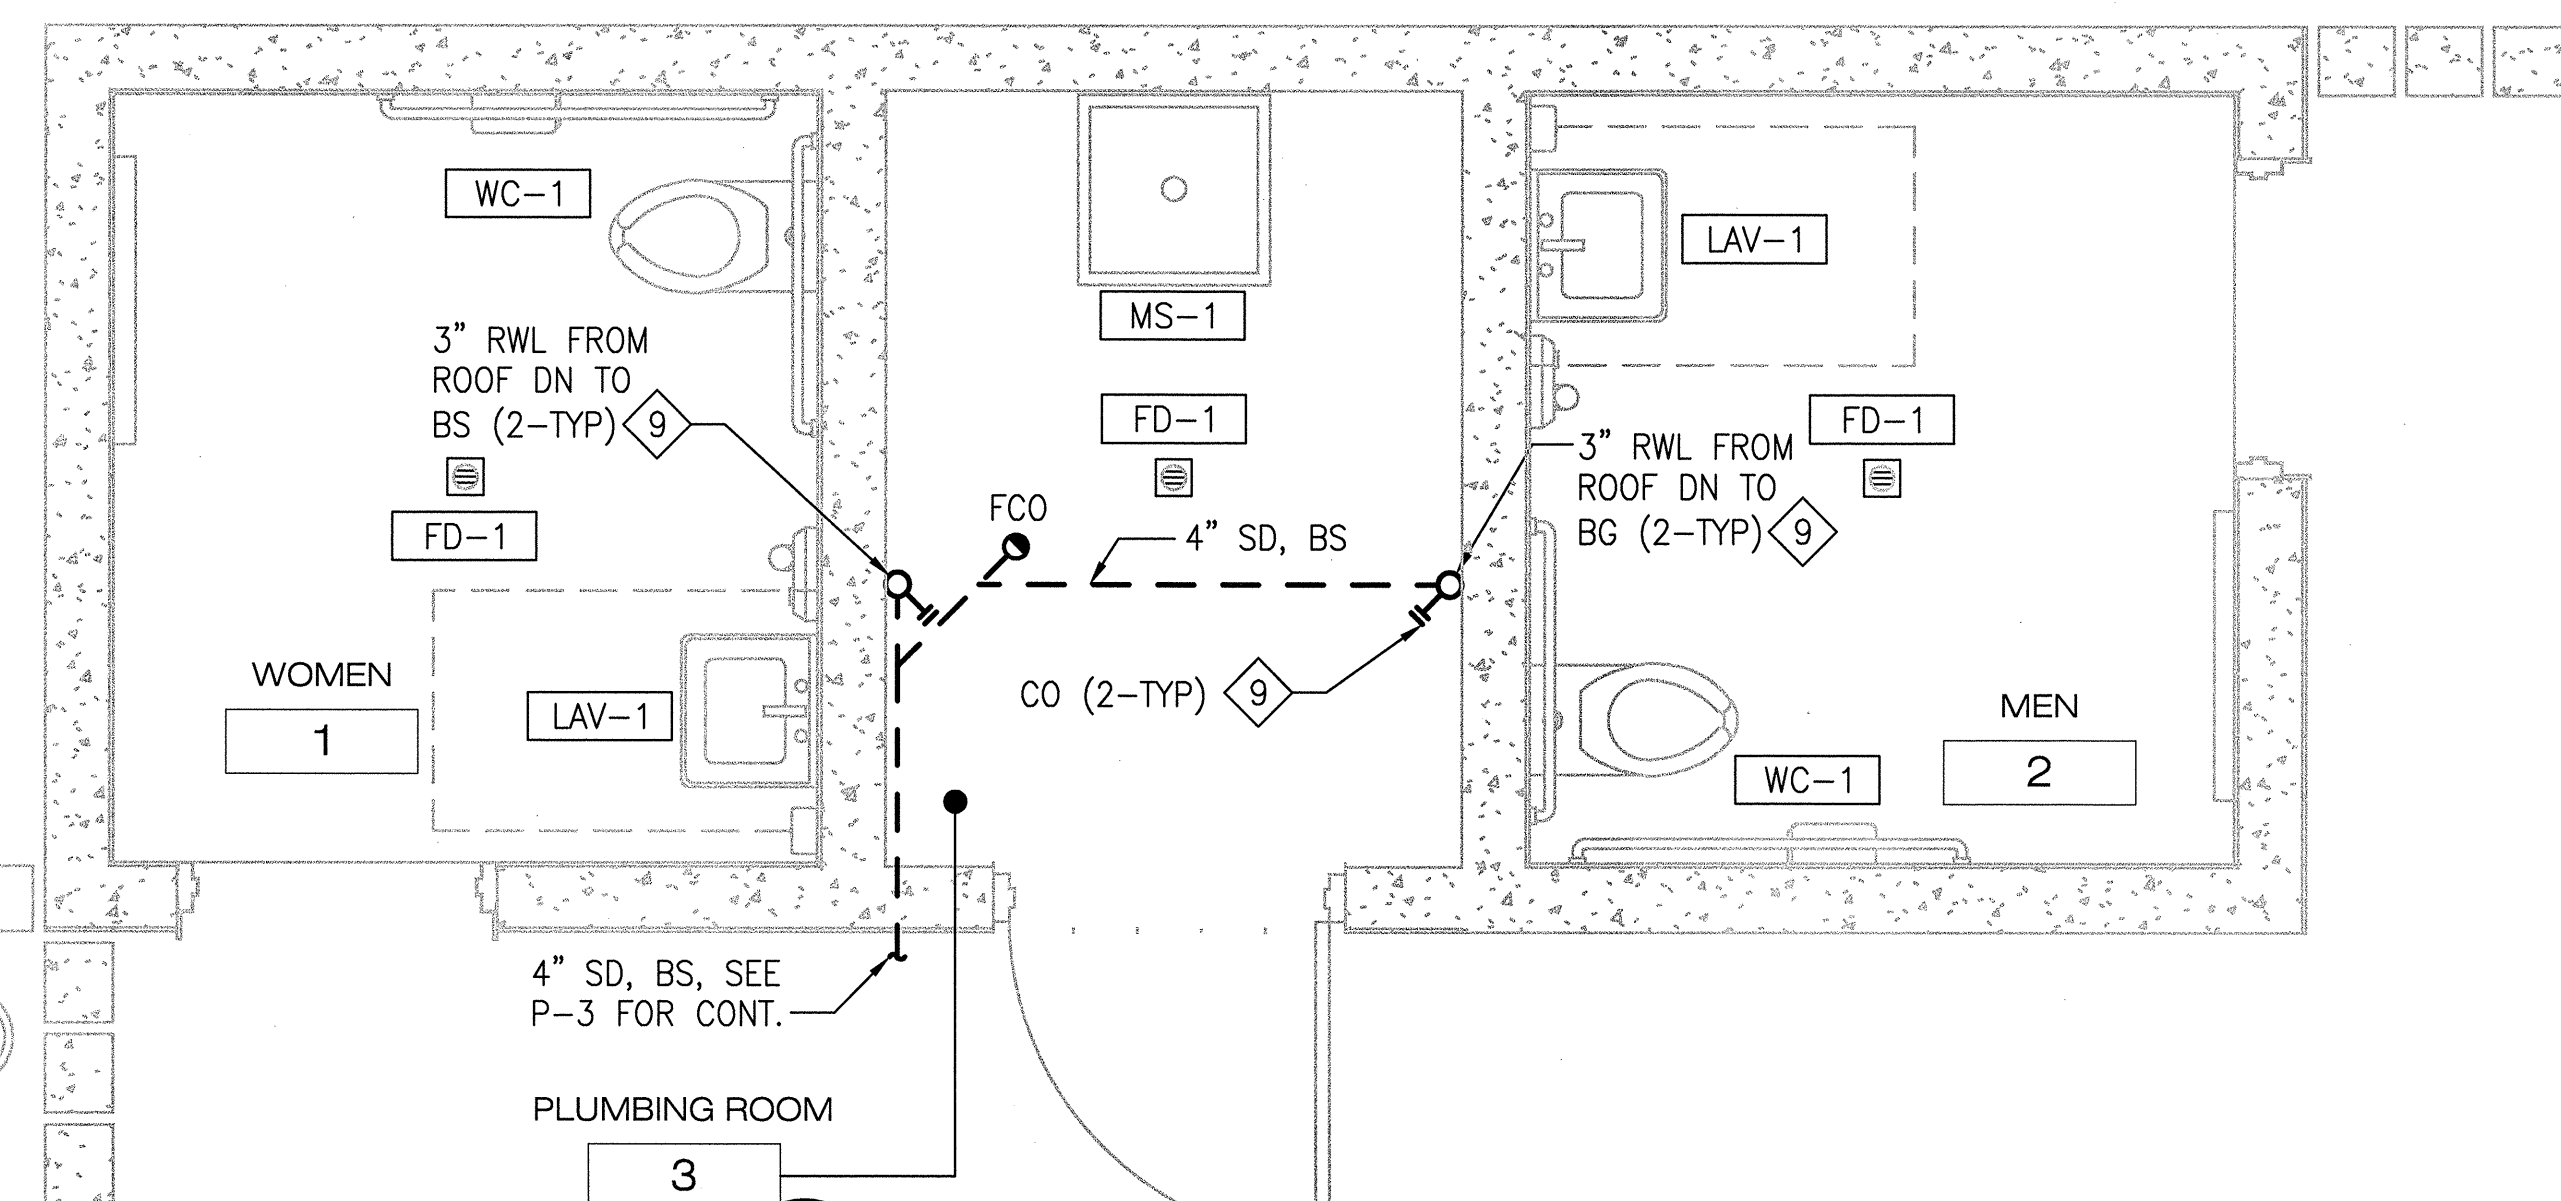 WC-1
LAV-1
MS-1
3" RWL FROM
ROOF DN TO
BS (2-TYP) 9
FD-1
FD-1
FD-1
3" RWL FROM
ROOF DN TO
BG (2-TYP) 9
FCO
4" SD, BS
WOMEN
1
LAV-1
CO (2-TYP) 9
MEN
2
WC-1
4" SD, BS, SEE
P-3 FOR CONT.
PLUMBING ROOM
3